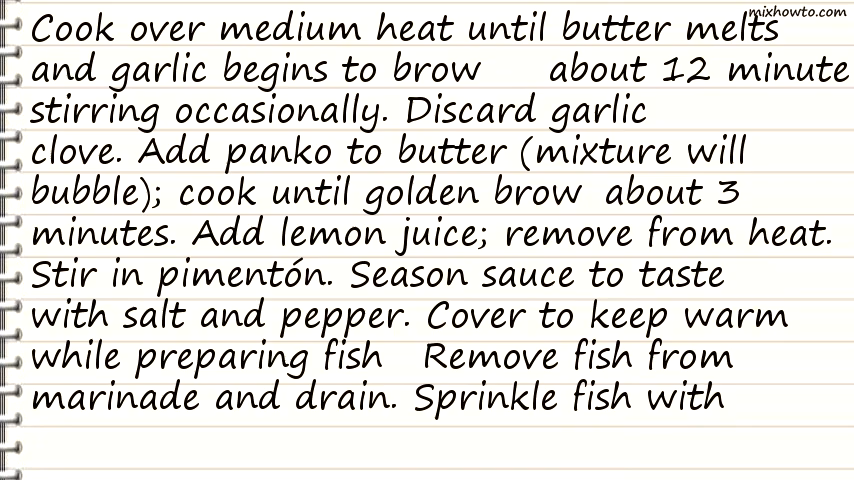 mixhowto.com
Cook over medium heat until butter melts
and garlic begins to brow about 12 minute
stirring occasionally. Discard garlic
clove. Add panko to butter (mixture will
bubble); cook until golden brow about 3
minutes. Add lemon juice; remove from heat.
Stir in pimentón. Season sauce to taste
with salt and pepper. Cover to keep warm
while preparing fish Remove fish from
marinade and drain. Sprinkle fish with